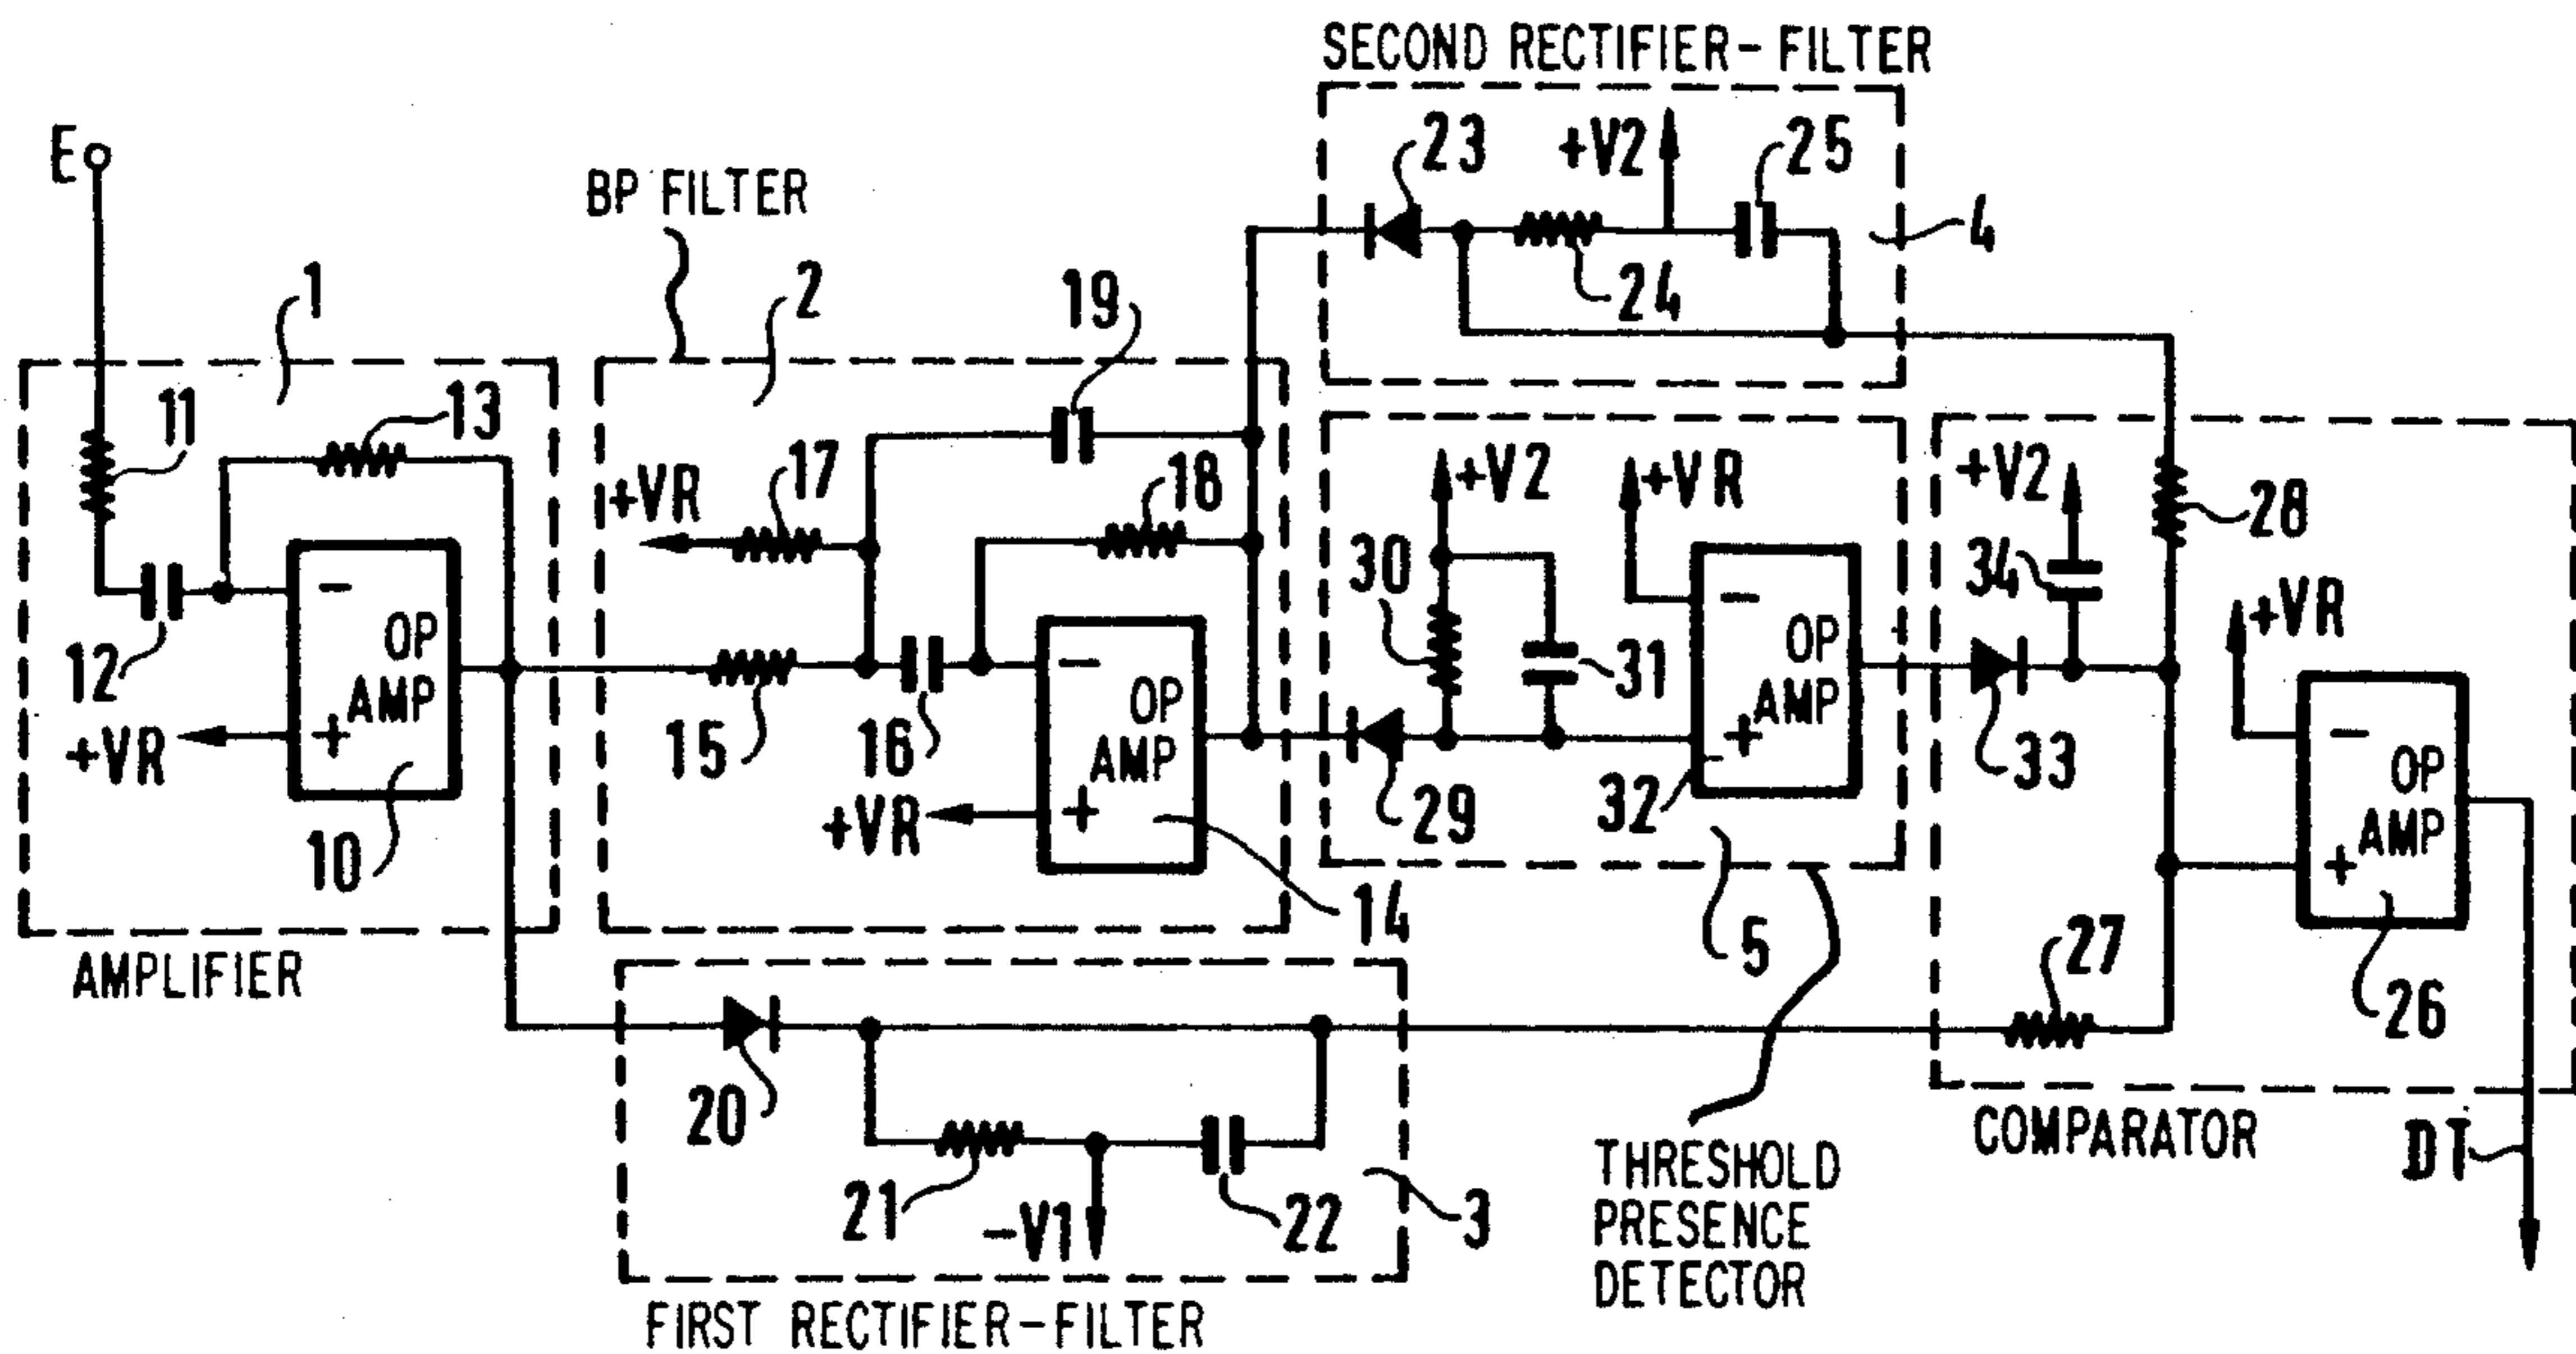 SECOND RECTIFIER-FILTER
E
BP FILTER
23
+V2
25
4
24
1
2
19
11
13
+VR
17
18
+V2
+VR
+V2
28
30
34
+VR
12
-
OP
AMP
+
+VR
10
15
16
-
OP
AMP
+
+VR
14
31
29
-
OP
AMP
+
32
5
33
-
OP
AMP
+
26
27
AMPLIFIER
20
21
-V1
22
3
FIRST RECTIFIER-FILTER
THRESHOLD
PRESENCE
DETECTOR
COMPARATOR
DT